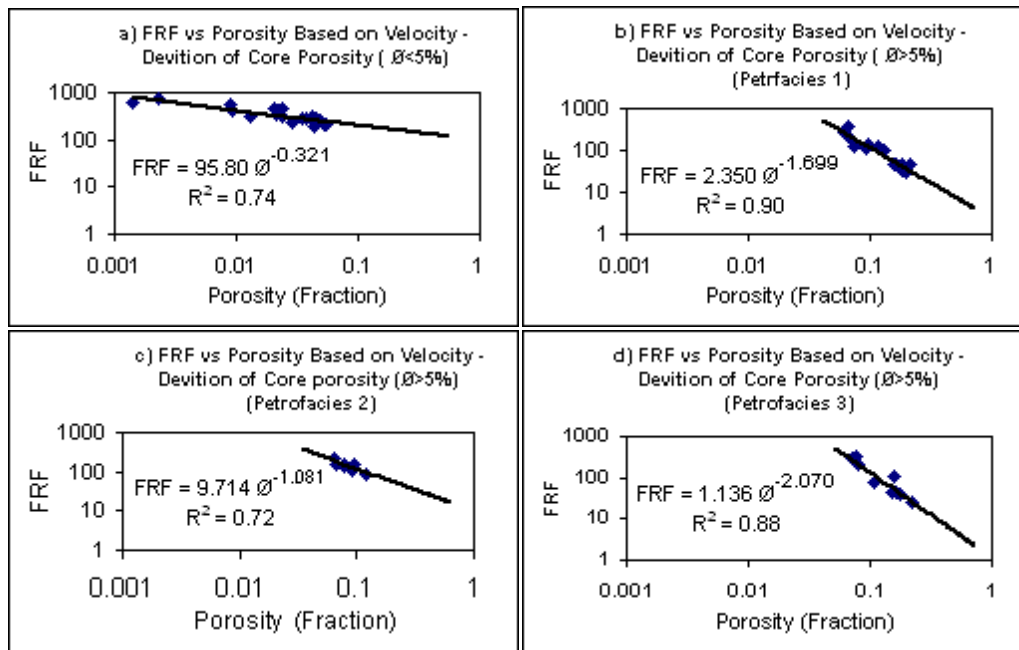 a) FRF vs Porosity Based on Velocity -
Devition of Core Porosity ( Ø<5%)
1000
100
10
1
FRF
FRF = 95.80 Ø^-0.321
R² = 0.74
0.001 0.01 0.1 1
Porosity (Fraction)
b) FRF vs Porosity Based on Velocity -
Devition of Core Porosity ( Ø>5%)
(Petrfacies 1)
1000
100
10
1
FRF
FRF = 2.350 Ø^-1.699
R² = 0.90
0.001 0.01 0.1 1
Porosity (Fraction)
c) FRF vs Porosity Based on Velocity -
Devition of Core porosity (Ø>5%)
(Petrofacies 2)
1000
100
10
1
FRF
FRF = 9.714 Ø^-1.081
R² = 0.72
0.001 0.01 0.1 1
Porosity (Fraction)
d) FRF vs Porosity Based on Velocity -
Devition of Core Porosity (Ø>5%)
(Petrofacies 3)
1000
100
10
1
FRF
FRF = 1.136 Ø^-2.070
R² = 0.88
0.001 0.01 0.1 1
Porosity (Fraction)